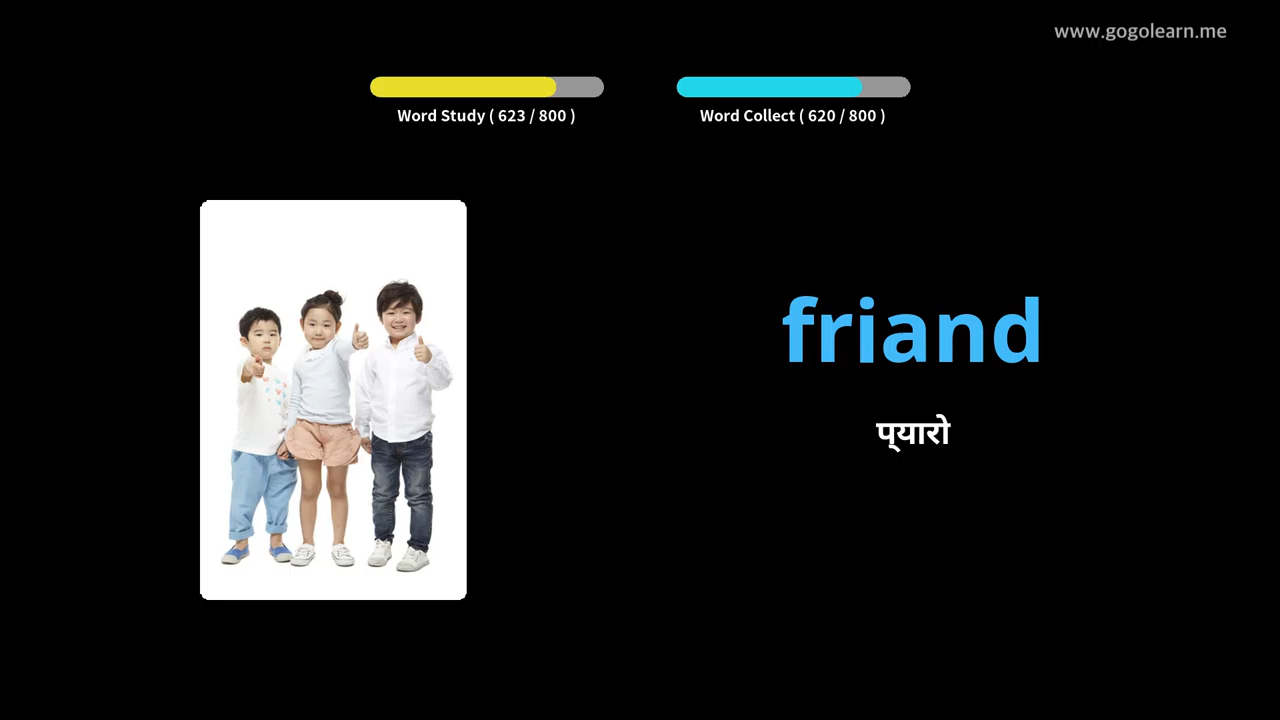 www.gogolearn.me
Word Study ( 623 / 800 )
Word Collect ( 620 / 800 )
friand
प्यारो